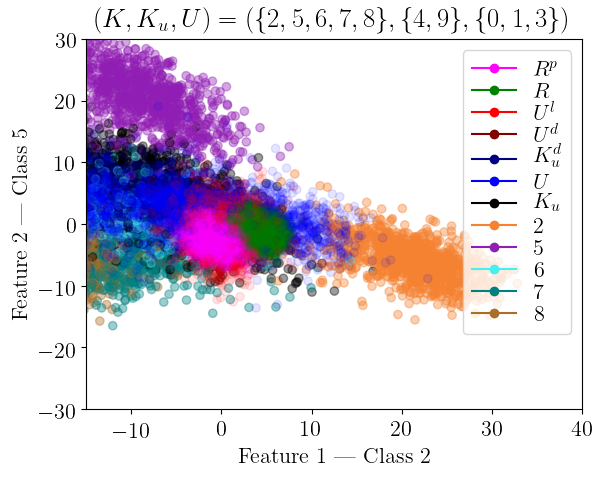 (K, K_u, U) = ({2, 5, 6, 7, 8}, {4, 9}, {0, 1, 3})
30
20
10
0
−10
−20
−30
Feature 2 — Class 5
−10
0
10
20
30
40
Feature 1 — Class 2
R^p
R
U^l
U^d
K_u^d
U
K_u
2
5
6
7
8